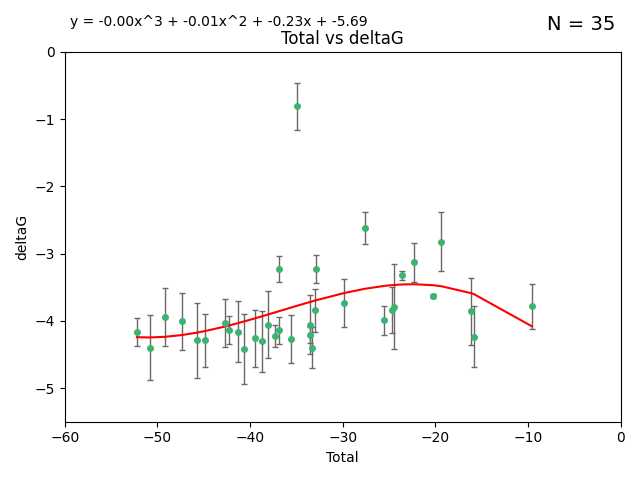 y = -0.00x^3 + -0.01x^2 + -0.23x + -5.69
N = 35
Total vs deltaG
0
−1
−2
−3
−4
−5
deltaG
−60 −50 −40 −30 −20 −10 0
Total